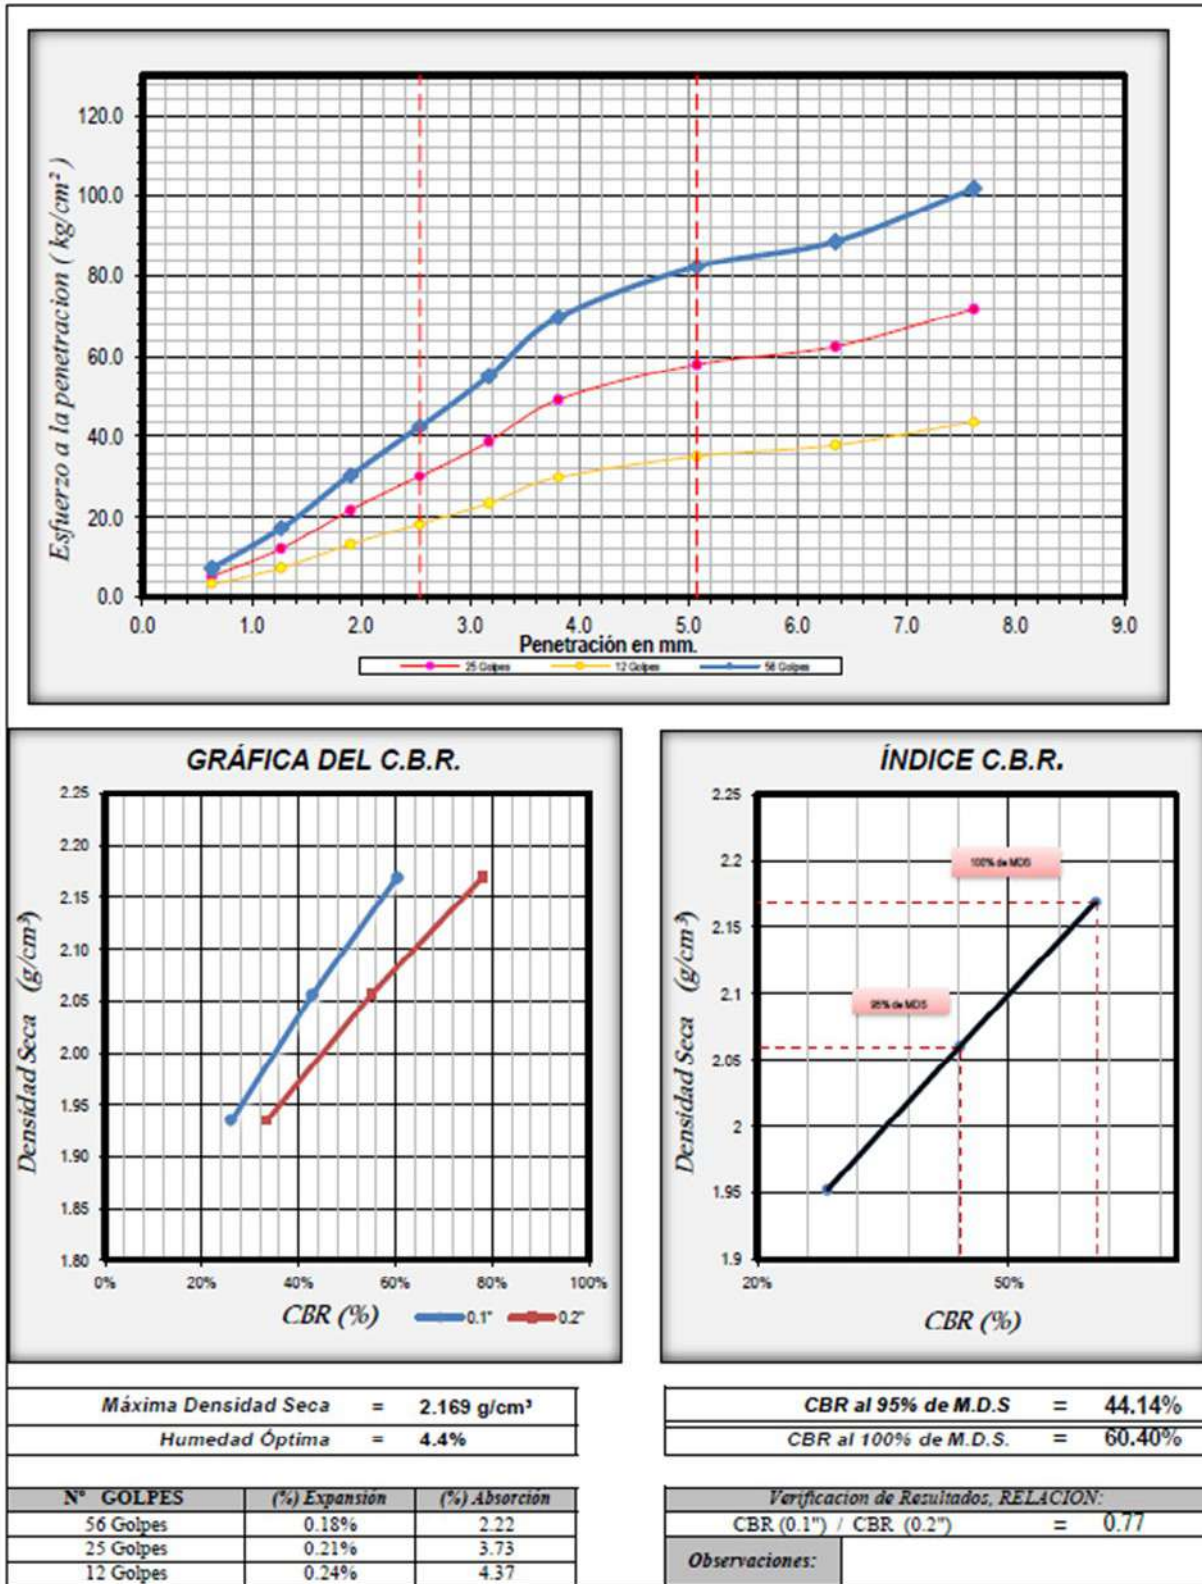 120.0
100.0
80.0
60.0
40.0
20.0
0.0
Esfuerzo a la penetracion ( kg/cm² )
0.0 1.0 2.0 3.0 4.0 5.0 6.0 7.0 8.0 9.0
Penetración en mm.
25 Golpes 12 Golpes 56 Golpes
GRÁFICA DEL C.B.R.
2.25
2.20
2.15
2.10
2.05
2.00
1.95
1.90
1.85
1.80
Densidad Seca (g/cm³)
0% 20% 40% 60% 80% 100%
CBR (%) 0.1" 0.2"
ÍNDICE C.B.R.
2.25
2.2
2.15
2.1
2.05
2
1.95
1.9
Densidad Seca (g/cm³)
100% de MDS
95% de MDS
20% 50%
CBR (%)
Máxima Densidad Seca = 2.169 g/cm³
Humedad Óptima = 4.4%
CBR al 95% de M.D.S = 44.14%
CBR al 100% de M.D.S. = 60.40%
N° GOLPES (%) Expansión (%) Absorción
56 Golpes 0.18% 2.22
25 Golpes 0.21% 3.73
12 Golpes 0.24% 4.37
Verificacion de Resultados, RELACION:
CBR (0.1") / CBR (0.2") = 0.77
Observaciones: